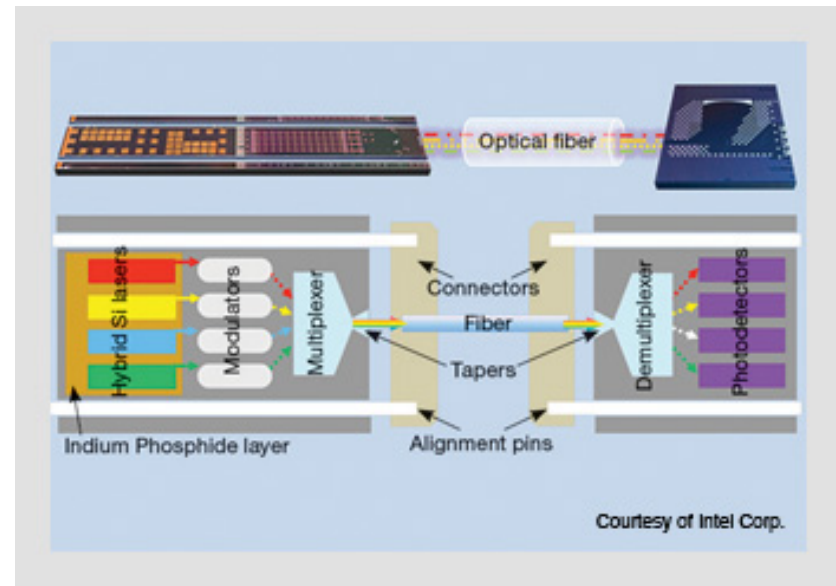 Optical fiber
Hybrid Si lasers
Modulators
Multiplexer
Connectors
Fiber
Tapers
Demultiplexer
Photodetectors
Indium Phosphide layer
Alignment pins
Courtesy of Intel Corp.